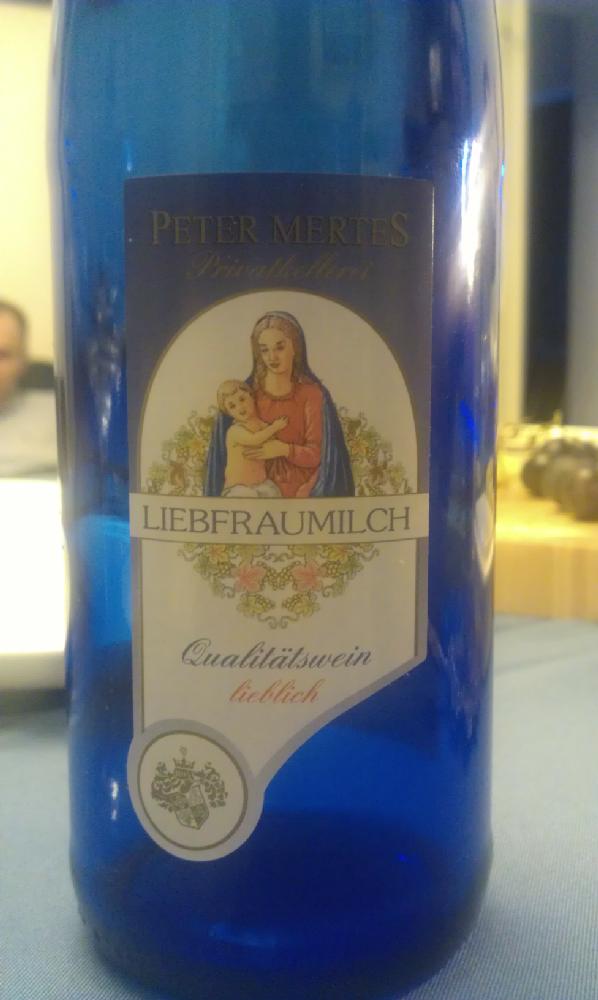 PETER MERTES
Privatkellerei
LIEBFRAUMILCH
Qualitätswein
lieblich